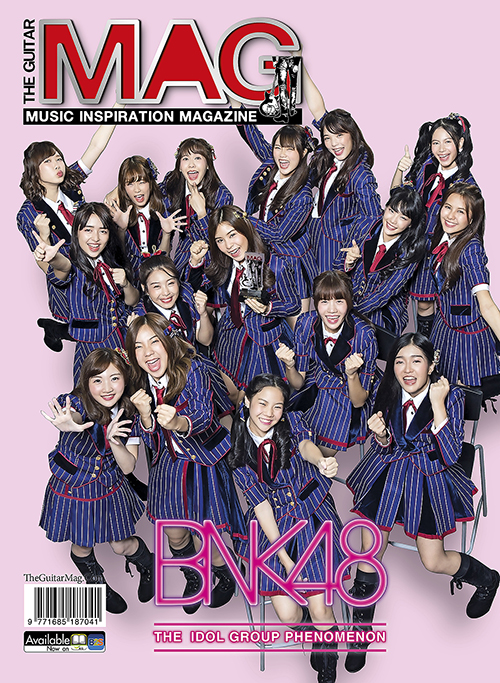 THE GUITAR
MAG
MUSIC INSPIRATION MAGAZINE
BNK48
THE IDOL GROUP PHENOMENON
TheGuitarMag.com
9 771685 187041
Available
Now on